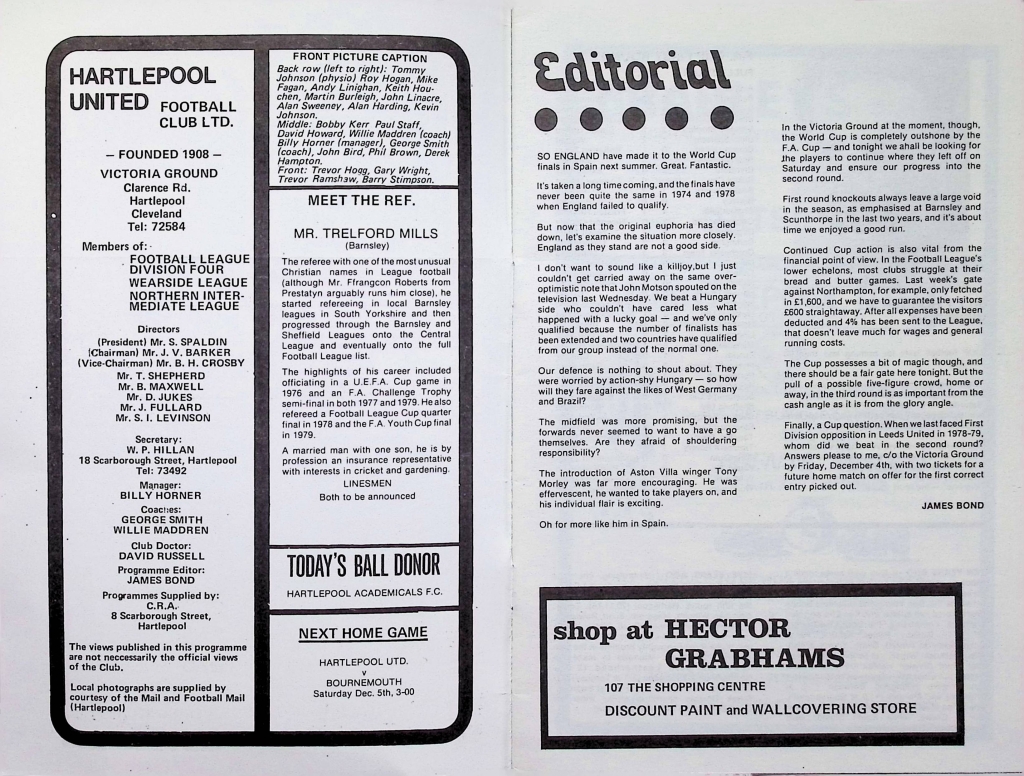 HARTLEPOOL
UNITED FOOTBALL
CLUB LTD.
– FOUNDED 1908 –
VICTORIA GROUND
Clarence Rd.
Hartlepool
Cleveland
Tel: 72584
Members of:
FOOTBALL LEAGUE
DIVISION FOUR
WEARSIDE LEAGUE
NORTHERN INTER-
MEDIATE LEAGUE
Directors
(President) Mr. S. SPALDIN
(Chairman) Mr. J. V. BARKER
(Vice-Chairman) Mr. B. H. CROSBY
Mr. T. SHEPHERD
Mr. B. MAXWELL
Mr. D. JUKES
Mr. J. FULLARD
Mr. S. I. LEVINSON
Secretary:
W. P. HILLAN
18 Scarborough Street, Hartlepool
Tel: 73492
Manager:
BILLY HORNER
Coaches:
GEORGE SMITH
WILLIE MADDREN
Club Doctor:
DAVID RUSSELL
Programme Editor:
JAMES BOND
Programmes Supplied by:
C.R.A.
8 Scarborough Street,
Hartlepool
The views published in this programme
are not neccessarily the official views
of the Club.
Local photographs are supplied by
courtesy of the Mail and Football Mail
(Hartlepool)
FRONT PICTURE CAPTION
Back row (left to right): Tommy
Johnson (physio) Roy Hogan, Mike
Fagan, Andy Linighan, Keith Hou-
chen, Martin Burleigh, John Linacre,
Alan Sweeney, Alan Harding, Kevin
Johnson.
Middle: Bobby Kerr Paul Staff,
David Howard, Willie Maddren (coach)
Billy Horner (manager), George Smith
(coach), John Bird, Phil Brown, Derek
Hampton.
Front: Trevor Hogg, Gary Wright,
Trevor Ramshaw, Barry Stimpson.
MEET THE REF.
MR. TRELFORD MILLS
(Barnsley)
The referee with one of the most unusual
Christian names in League football
(although Mr. Ffrangcon Roberts from
Prestatyn arguably runs him close), he
started refereeing in local Barnsley
leagues in South Yorkshire and then
progressed through the Barnsley and
Sheffield Leagues onto the Central
League and eventually onto the full
Football League list.
The highlights of his career included
officiating in a U.E.F.A. Cup game in
1976 and an F.A. Challenge Trophy
semi-final in both 1977 and 1979. He also
refereed a Football League Cup quarter
final in 1978 and the F.A. Youth Cup final
in 1979.
A married man with one son, he is by
profession an insurance representative
with interests in cricket and gardening.
LINESMEN
Both to be announced
TODAY'S BALL DONOR
HARTLEPOOL ACADEMICALS F.C.
NEXT HOME GAME
HARTLEPOOL UTD.
v
BOURNEMOUTH
Saturday Dec. 5th, 3-00
Editorial
SO ENGLAND have made it to the World Cup
finals in Spain next summer. Great. Fantastic.
It's taken a long time coming, and the finals have
never been quite the same in 1974 and 1978
when England failed to qualify.
But now that the original euphoria has died
down, let's examine the situation more closely.
England as they stand are not a good side.
I don't want to sound like a killjoy,but I just
couldn't get carried away on the same over-
optimistic note that John Motson spouted on the
television last Wednesday. We beat a Hungary
side who couldn't have cared less what
happened with a lucky goal — and we've only
qualified because the number of finalists has
been extended and two countries have qualified
from our group instead of the normal one.
Our defence is nothing to shout about. They
were worried by action-shy Hungary — so how
will they fare against the likes of West Germany
and Brazil?
The midfield was more promising, but the
forwards never seemed to want to have a go
themselves. Are they afraid of shouldering
responsibility?
The introduction of Aston Villa winger Tony
Morley was far more encouraging. He was
effervescent, he wanted to take players on, and
his individual flair is exciting.
Oh for more like him in Spain.
In the Victoria Ground at the moment, though,
the World Cup is completely outshone by the
F.A. Cup — and tonight we ahall be looking for
the players to continue where they left off on
Saturday and ensure our progress into the
second round.
First round knockouts always leave a large void
in the season, as emphasised at Barnsley and
Scunthorpe in the last two years, and it's about
time we enjoyed a good run.
Continued Cup action is also vital from the
financial point of view. In the Football League's
lower echelons, most clubs struggle at their
bread and butter games. Last week's gate
against Northampton, for example, only fetched
in £1,600, and we have to guarantee the visitors
£600 straightaway. After all expenses have been
deducted and 4% has been sent to the League,
that doesn't leave much for wages and general
running costs.
The Cup possesses a bit of magic though, and
there should be a fair gate here tonight. But the
pull of a possible five-figure crowd, home or
away, in the third round is as important from the
cash angle as it is from the glory angle.
Finally, a Cup question. When we last faced First
Division opposition in Leeds United in 1978-79,
whom did we beat in the second round?
Answers please to me, c/o the Victoria Ground
by Friday, December 4th, with two tickets for a
future home match on offer for the first correct
entry picked out.
JAMES BOND
shop at HECTOR
GRABHAMS
107 THE SHOPPING CENTRE
DISCOUNT PAINT and WALLCOVERING STORE